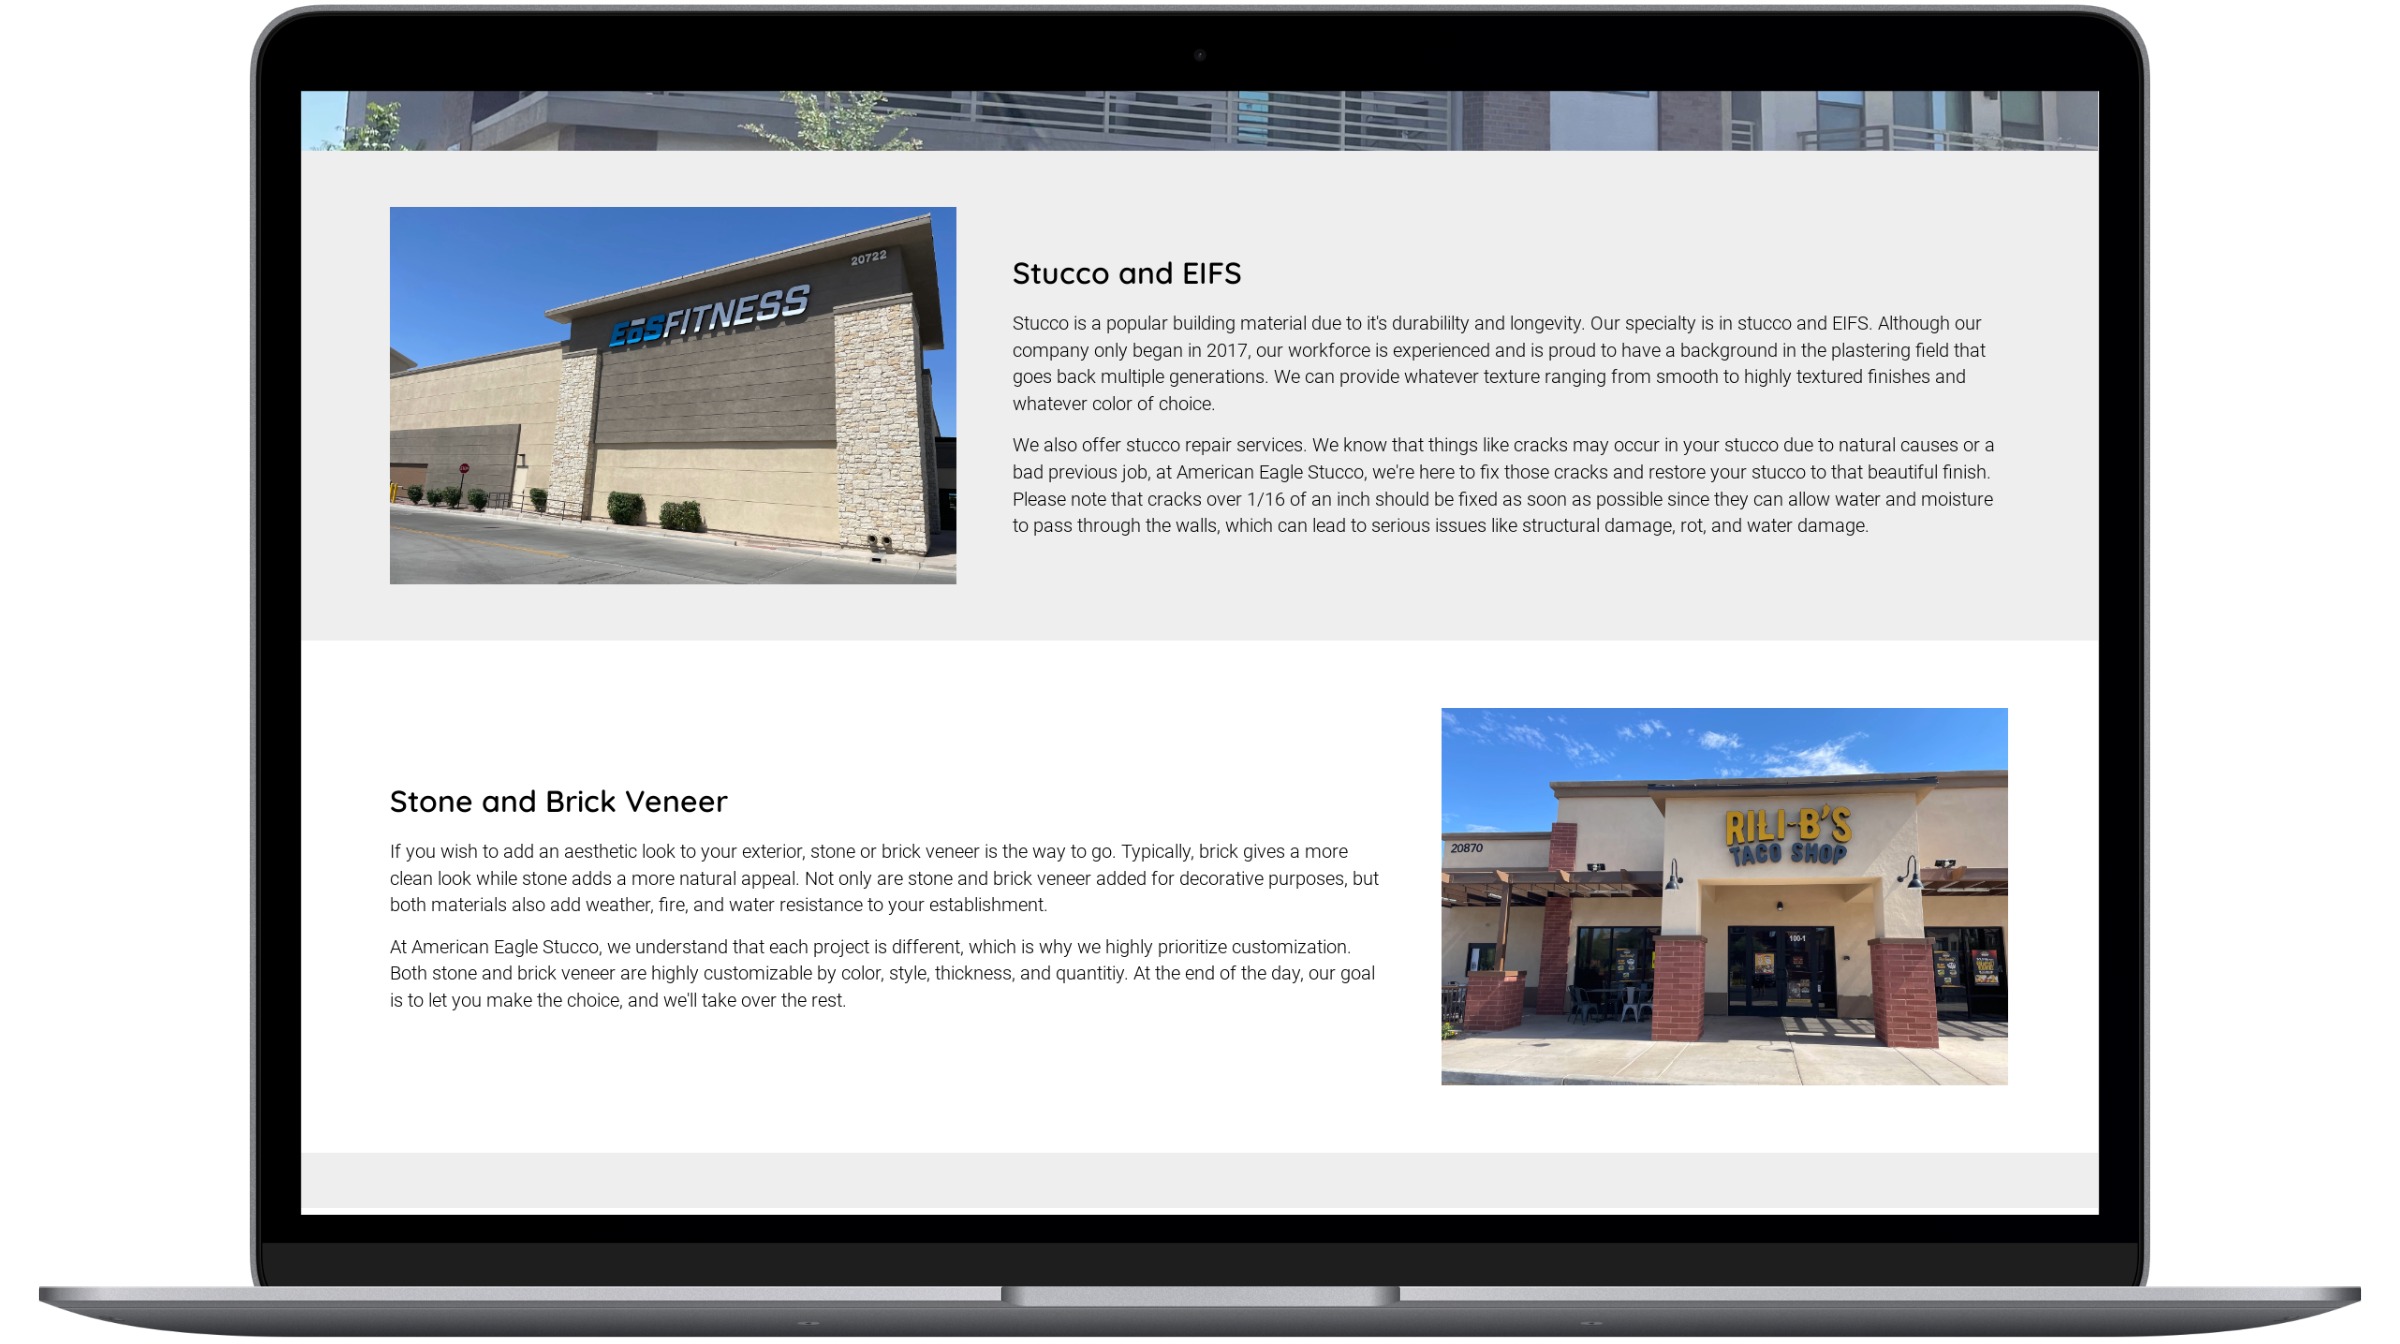 20722
EōSFITNESS
Stucco and EIFS
Stucco is a popular building material due to it's durabililty and longevity. Our specialty is in stucco and EIFS. Although our
company only began in 2017, our workforce is experienced and is proud to have a background in the plastering field that
goes back multiple generations. We can provide whatever texture ranging from smooth to highly textured finishes and
whatever color of choice.
We also offer stucco repair services. We know that things like cracks may occur in your stucco due to natural causes or a
bad previous job, at American Eagle Stucco, we're here to fix those cracks and restore your stucco to that beautiful finish.
Please note that cracks over 1/16 of an inch should be fixed as soon as possible since they can allow water and moisture
to pass through the walls, which can lead to serious issues like structural damage, rot, and water damage.
Stone and Brick Veneer
If you wish to add an aesthetic look to your exterior, stone or brick veneer is the way to go. Typically, brick gives a more
clean look while stone adds a more natural appeal. Not only are stone and brick veneer added for decorative purposes, but
both materials also add weather, fire, and water resistance to your establishment.
At American Eagle Stucco, we understand that each project is different, which is why we highly prioritize customization.
Both stone and brick veneer are highly customizable by color, style, thickness, and quantitiy. At the end of the day, our goal
is to let you make the choice, and we'll take over the rest.
RILI-B'S
TACO SHOP
20870
100-1